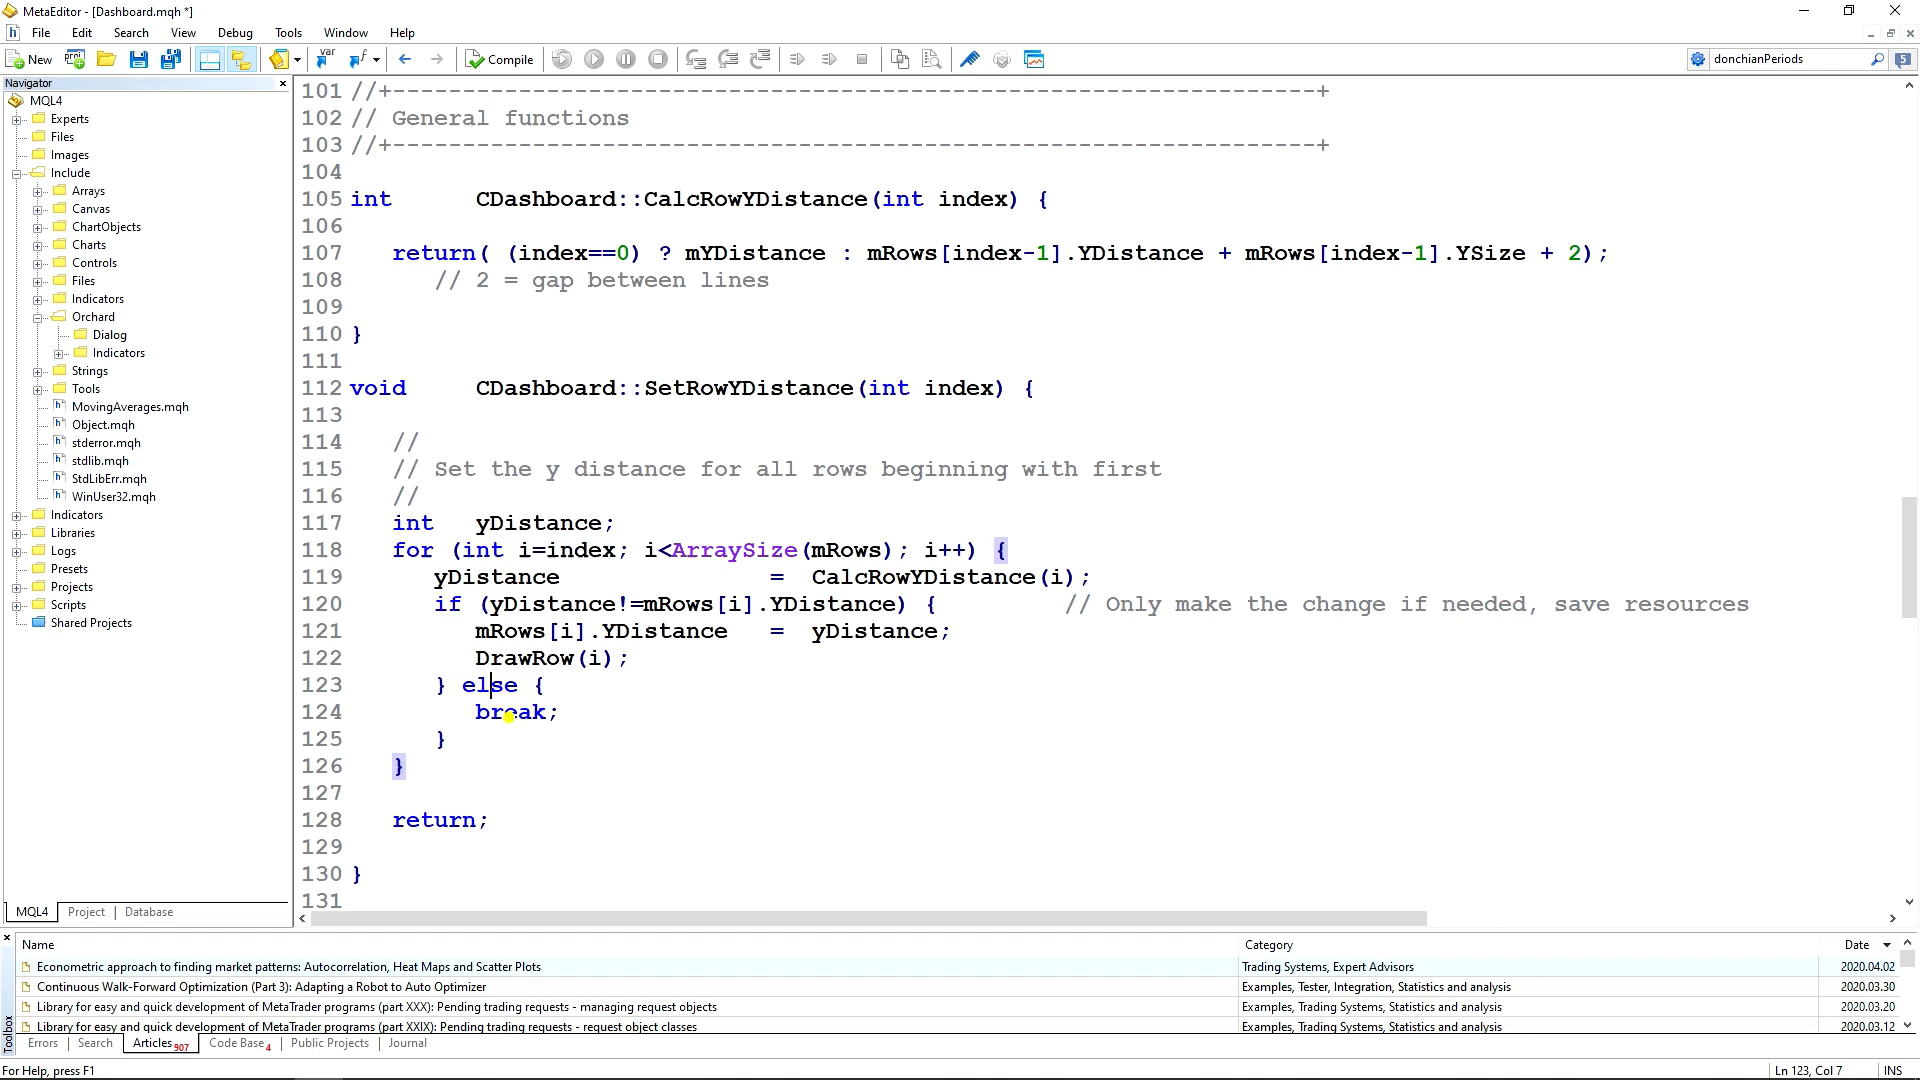 MetaEditor - [Dashboard.mqh *]
File Edit Search View Debug Tools Window Help
New Compile donchianPeriods 5
Navigator
MQL4
Experts
Files
Images
Include
Arrays
Canvas
ChartObjects
Charts
Controls
Files
Indicators
Orchard
Dialog
Indicators
Strings
Tools
MovingAverages.mqh
Object.mqh
stderror.mqh
stdlib.mqh
StdLibErr.mqh
WinUser32.mqh
Indicators
Libraries
Logs
Presets
Projects
Scripts
Shared Projects
MQL4 | Project | Database
101 //+------------------------------------------------------------------+
102 // General functions
103 //+------------------------------------------------------------------+
104
105 int CDashboard::CalcRowYDistance(int index) {
106
107 return( (index==0) ? mYDistance : mRows[index-1].YDistance + mRows[index-1].YSize + 2);
108 // 2 = gap between lines
109
110 }
111
112 void CDashboard::SetRowYDistance(int index) {
113
114 //
115 // Set the y distance for all rows beginning with first
116 //
117 int yDistance;
118 for (int i=index; i<ArraySize(mRows); i++) {
119 yDistance = CalcRowYDistance(i);
120 if (yDistance!=mRows[i].YDistance) { // Only make the change if needed, save resources
121 mRows[i].YDistance = yDistance;
122 DrawRow(i);
123 } else {
124 break;
125 }
126 }
127
128 return;
129
130 }
131
Name Category Date
Econometric approach to finding market patterns: Autocorrelation, Heat Maps and Scatter Plots Trading Systems, Expert Advisors 2020.04.02
Continuous Walk-Forward Optimization (Part 3): Adapting a Robot to Auto Optimizer Examples, Tester, Integration, Statistics and analysis 2020.03.30
Library for easy and quick development of MetaTrader programs (part XXX): Pending trading requests - managing request objects Examples, Trading Systems, Statistics and analysis 2020.03.20
Library for easy and quick development of MetaTrader programs (part XXIX): Pending trading requests - request object classes Examples, Trading Systems, Statistics and analysis 2020.03.12
Toolbox
Errors | Search | Articles 907 | Code Base 4 | Public Projects | Journal
For Help, press F1 Ln 123, Col 7 INS